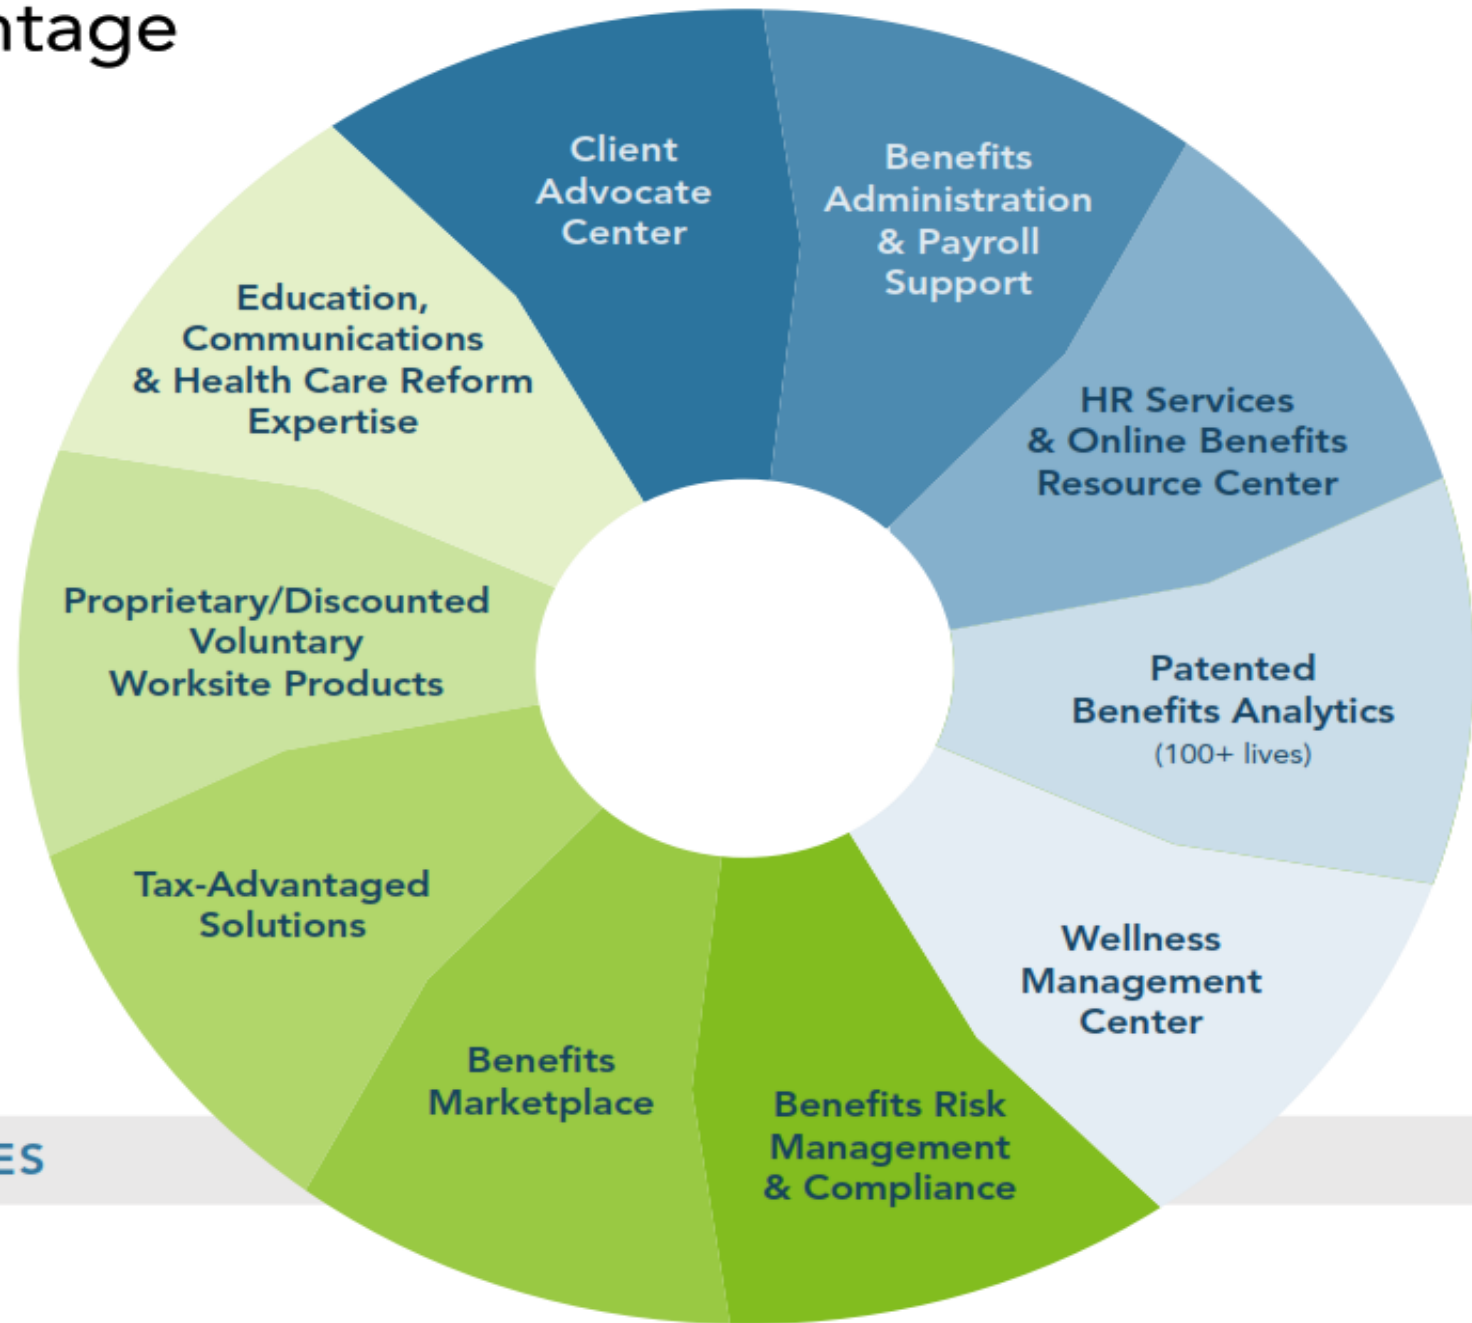 ntage
Client
Advocate
Center
Benefits
Administration
& Payroll
Support
HR Services
& Online Benefits
Resource Center
Patented
Benefits Analytics
(100+ lives)
Wellness
Management
Center
Benefits Risk
Management
& Compliance
Benefits
Marketplace
Tax-Advantaged
Solutions
Proprietary/Discounted
Voluntary
Worksite Products
Education,
Communications
& Health Care Reform
Expertise
ES